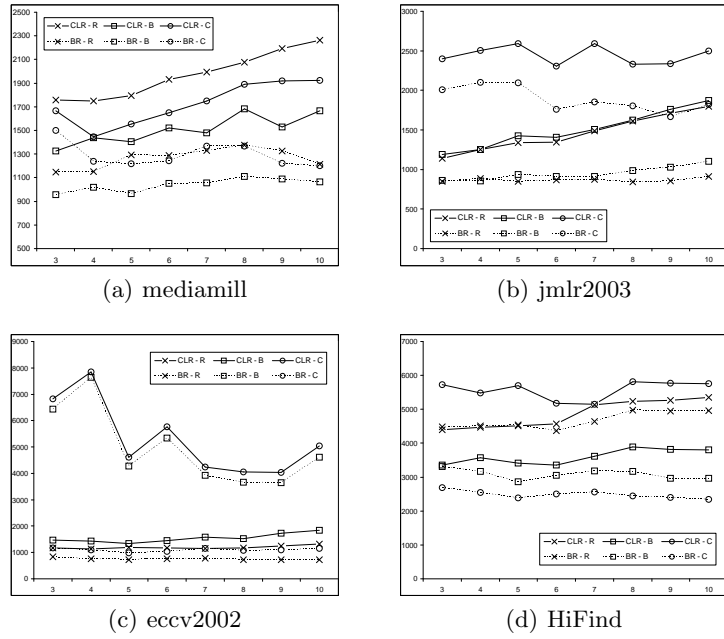 CLR - R CLR - B CLR - C
BR - R BR - B BR - C
2500
2300
2100
1900
1700
1500
1300
1100
900
700
500
3 4 5 6 7 8 9 10
(a) mediamill
3000
2500
2000
1500
1000
500
0
CLR - R CLR - B CLR - C
BR - R BR - B BR - C
3 4 5 6 7 8 9 10
(b) jmlr2003
9000
8000
7000
6000
5000
4000
3000
2000
1000
0
CLR - R CLR - B CLR - C
BR - R BR - B BR - C
3 4 5 6 7 8 9 10
(c) eccv2002
7000
6000
5000
4000
3000
2000
1000
0
CLR - R CLR - B CLR - C
BR - R BR - B BR - C
3 4 5 6 7 8 9 10
(d) HiFind